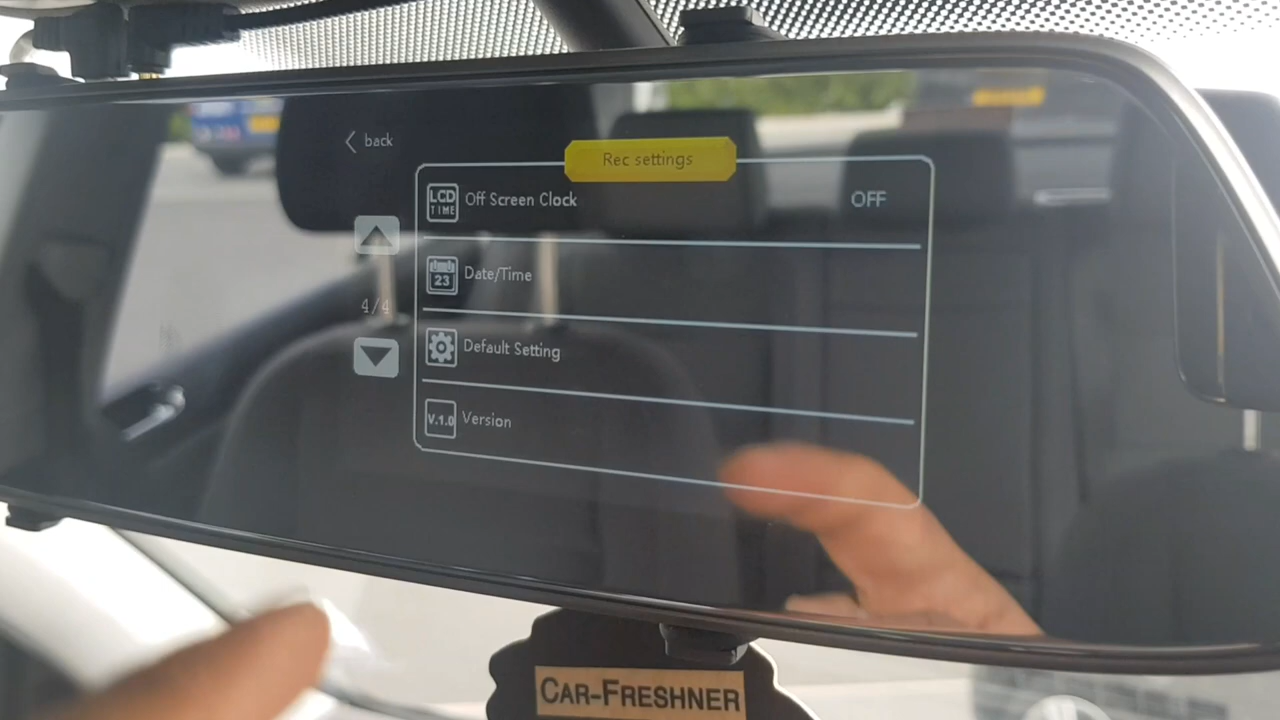 < back
Rec settings
LCD TIME Off Screen Clock OFF
23 Date/Time
4/4
Default Setting
V.1.0 Version
CAR-FRESHNER